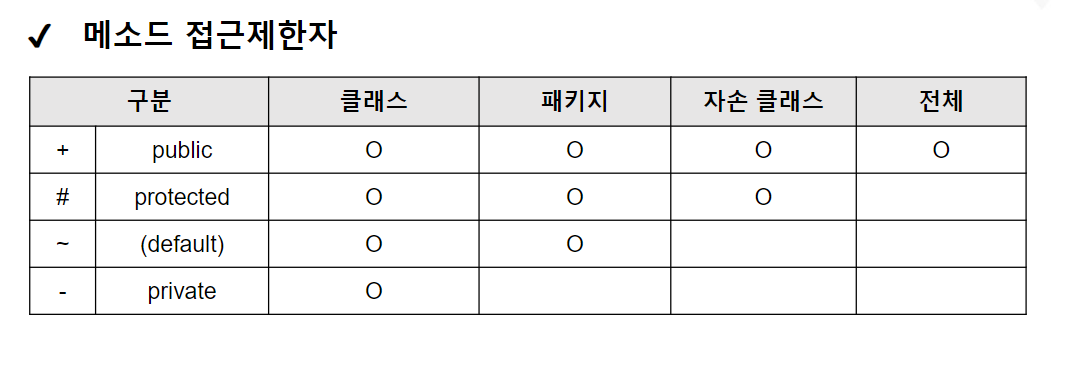 ✔ 메소드 접근제한자
구분 클래스 패키지 자손 클래스 전체
+ public O O O O
# protected O O O
~ (default) O O
- private O